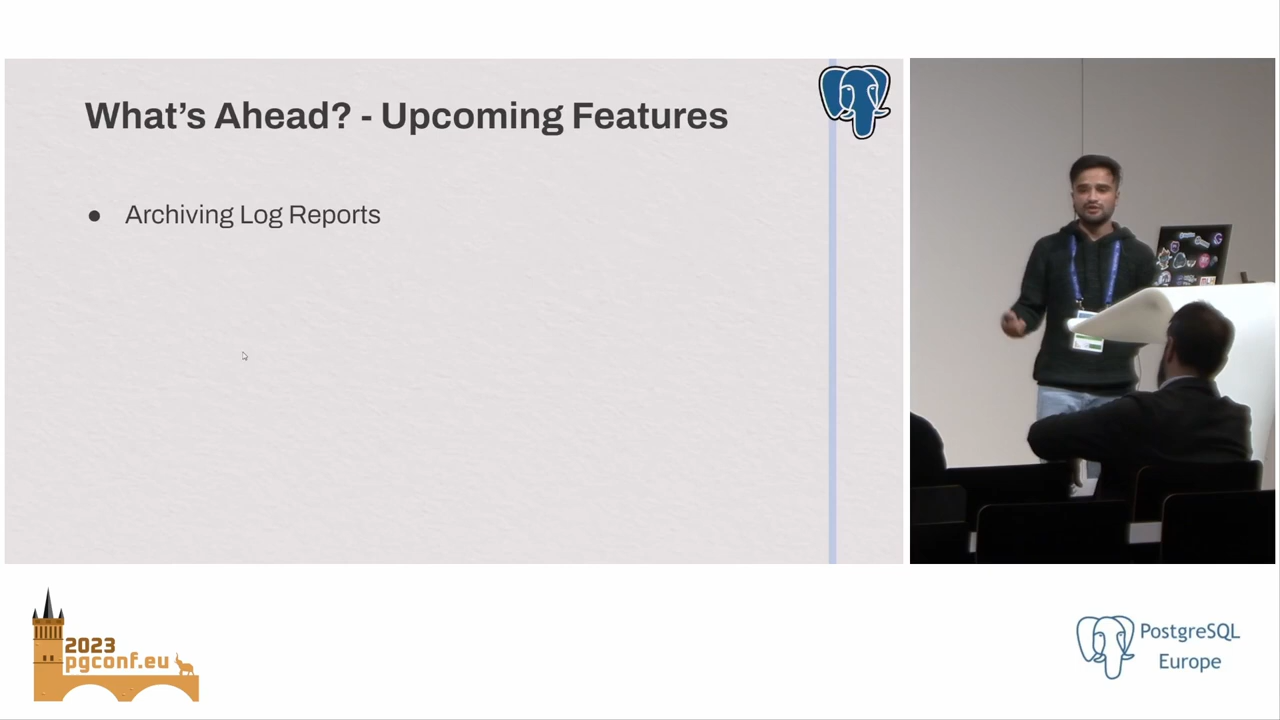 What's Ahead? - Upcoming Features
● Archiving Log Reports
2023
pgconf.eu
PostgreSQL
Europe